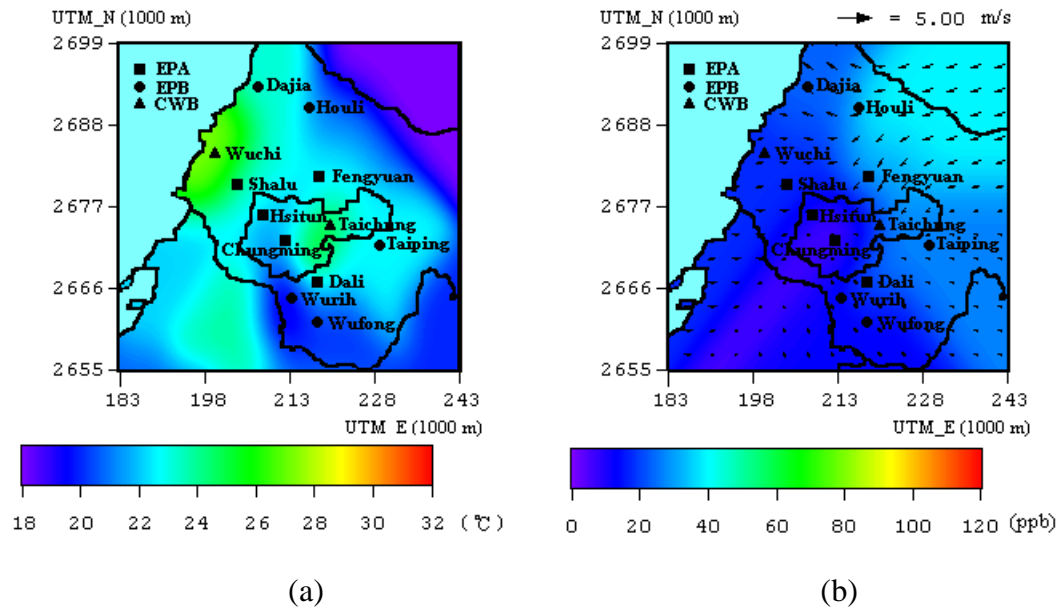 UTM_N (1000 m)
2699
2688
2677
2666
2655
EPA
EPB
CWB
Dajia
Houli
Wuchi
Shalu
Fengyuan
Hsitun
Taichung
Chungming
Taiping
Dali
Wurih
Wufong
183 198 213 228 243
UTM_E (1000 m)
18 20 22 24 26 28 30 32 (℃)
(a)
UTM_N (1000 m)
= 5.00 m/s
2699
2688
2677
2666
2655
EPA
EPB
CWB
Dajia
Houli
Wuchi
Shalu
Fengyuan
Hsitun
Taichung
Chungming
Taiping
Dali
Wurih
Wufong
183 198 213 228 243
UTM_E (1000 m)
0 20 40 60 80 100 120 (ppb)
(b)